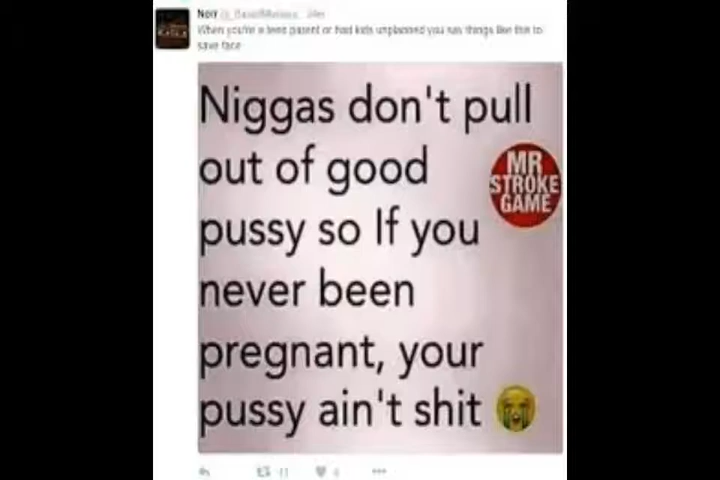 Noir
When you're a teen parent or had kids unplanned you say things like this to
save face
Niggas don't pull
out of good
pussy so If you
never been
pregnant, your
pussy ain't shit
MR
STROKE
GAME